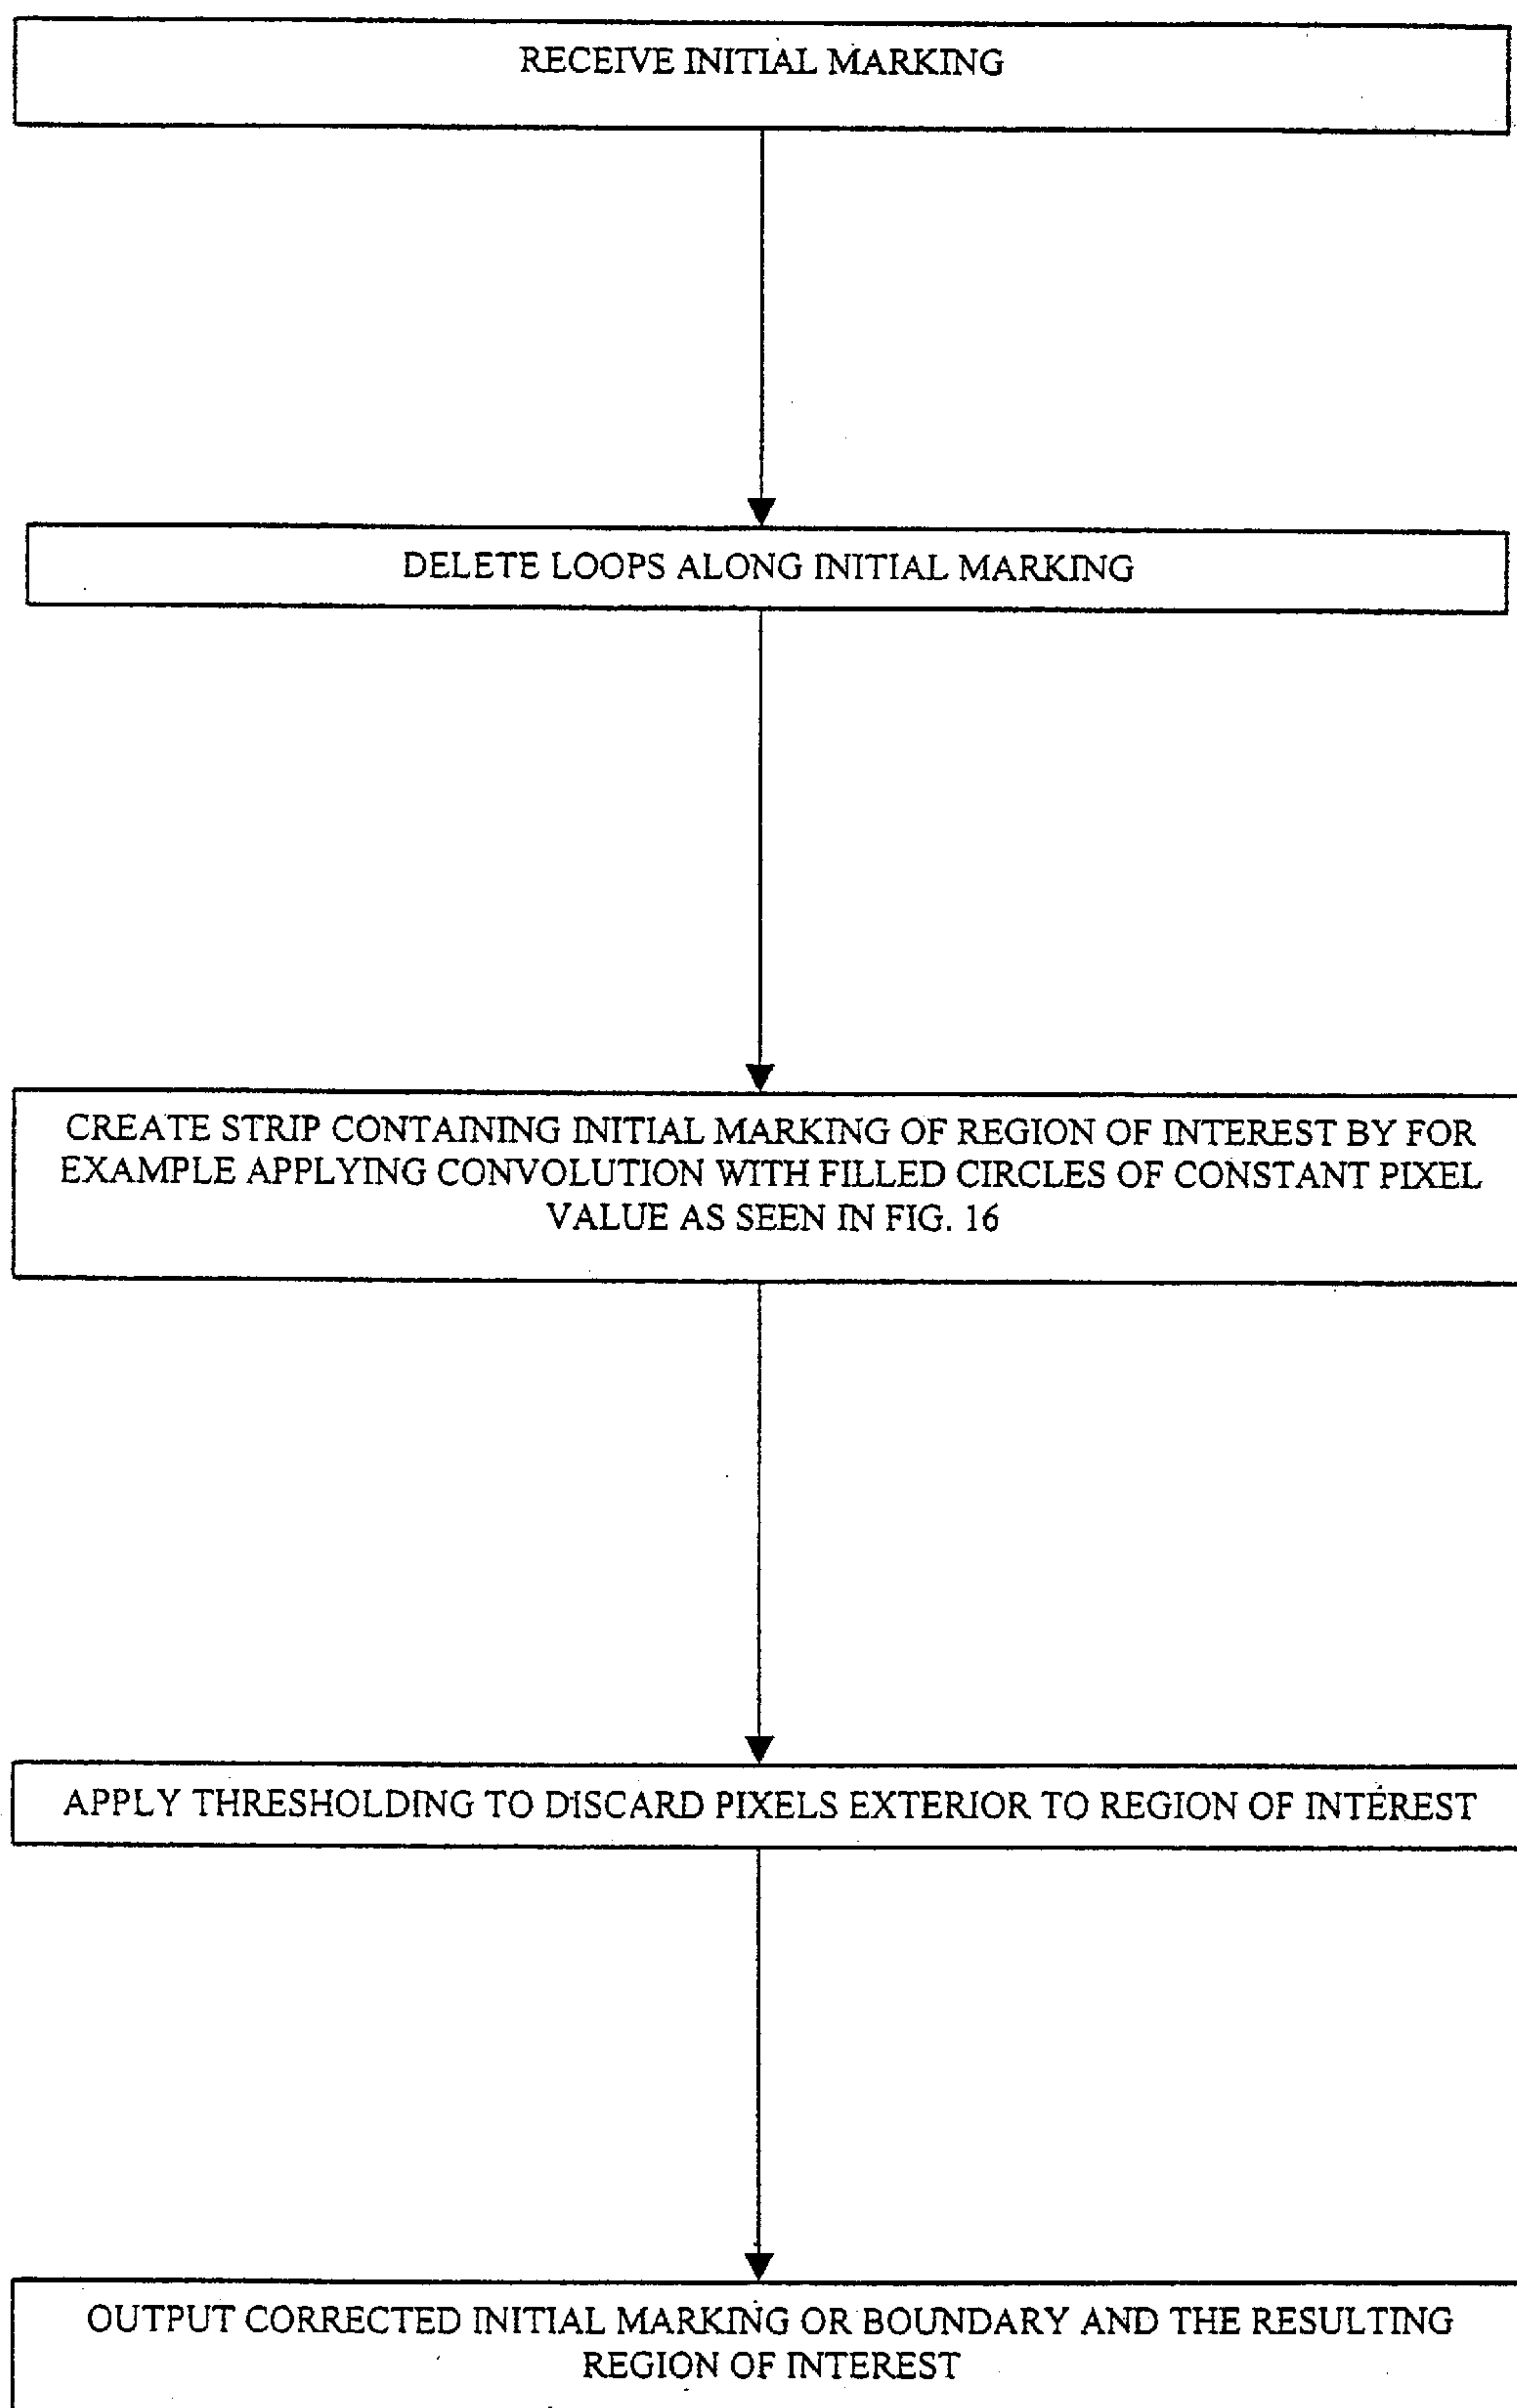 RECEIVE INITIAL MARKING
DELETE LOOPS ALONG INITIAL MARKING
CREATE STRIP CONTAINING INITIAL MARKING OF REGION OF INTEREST BY FOR
EXAMPLE APPLYING CONVOLUTION WITH FILLED CIRCLES OF CONSTANT PIXEL
VALUE AS SEEN IN FIG. 16
APPLY THRESHOLDING TO DISCARD PIXELS EXTERIOR TO REGION OF INTEREST
OUTPUT CORRECTED INITIAL MARKING OR BOUNDARY AND THE RESULTING
REGION OF INTEREST